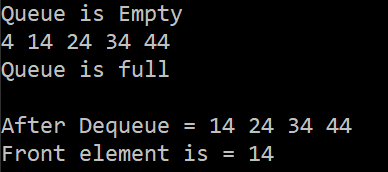 Queue is Empty
4 14 24 34 44
Queue is full
After Dequeue = 14 24 34 44
Front element is = 14